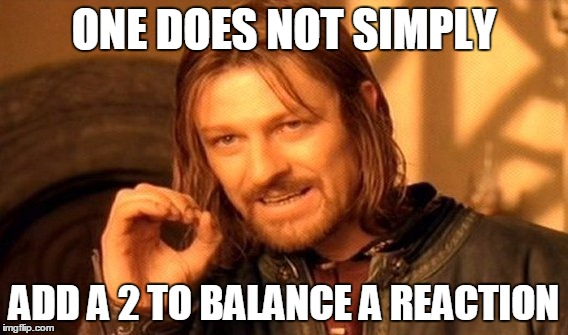 ONE DOES NOT SIMPLY
ADD A 2 TO BALANCE A REACTION
imgflip.com